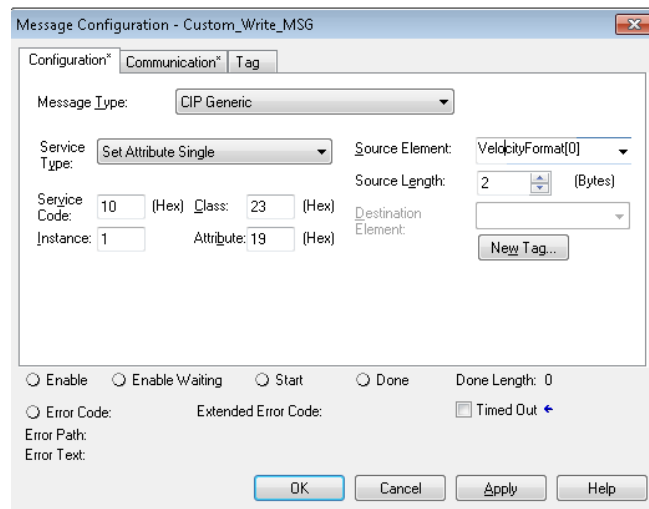 Message Configuration - Custom_Write_MSG
Configuration* Communication* Tag
Message Type: CIP Generic
Service Type: Set Attribute Single
Source Element: VelocityFormat[0]
Source Length: 2 (Bytes)
Service Code: 10 (Hex) Class: 23 (Hex)
Destination Element:
Instance: 1 Attribute: 19 (Hex)
New Tag...
Enable Enable Waiting Start Done Done Length: 0
Error Code: Extended Error Code: Timed Out
Error Path:
Error Text:
OK Cancel Apply Help